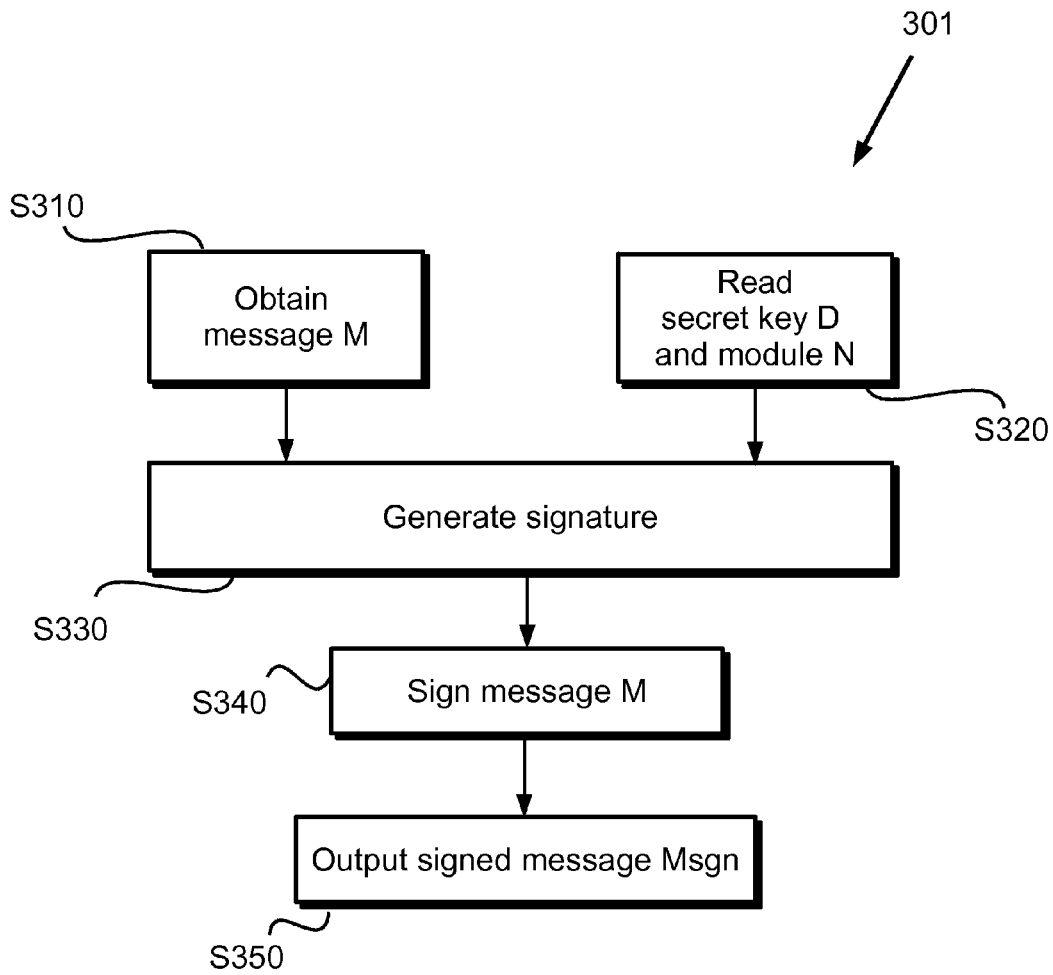 301
S310
Obtain
message M
Read
secret key D
and module N
S320
Generate signature
S330
S340
Sign message M
Output signed message Msgn
S350